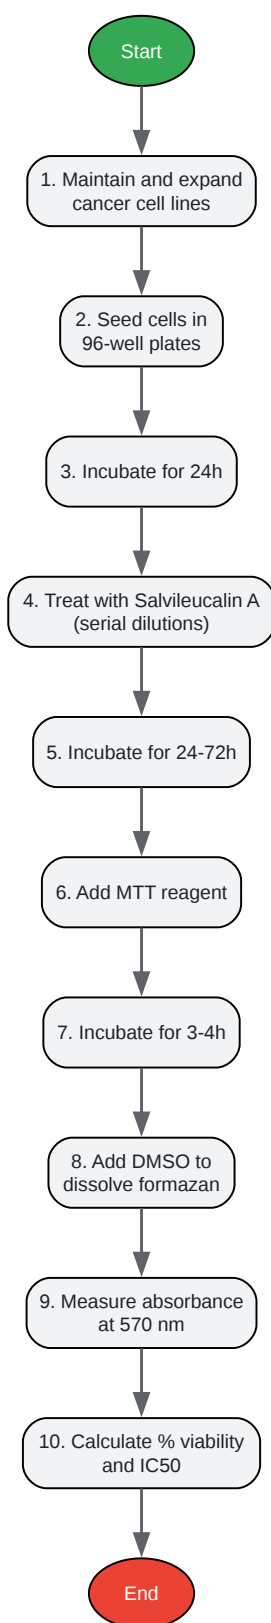 Start
1. Maintain and expand
cancer cell lines
2. Seed cells in
96-well plates
3. Incubate for 24h
4. Treat with Salvileucalin A
(serial dilutions)
5. Incubate for 24-72h
6. Add MTT reagent
7. Incubate for 3-4h
8. Add DMSO to
dissolve formazan
9. Measure absorbance
at 570 nm
10. Calculate % viability
and IC50
End